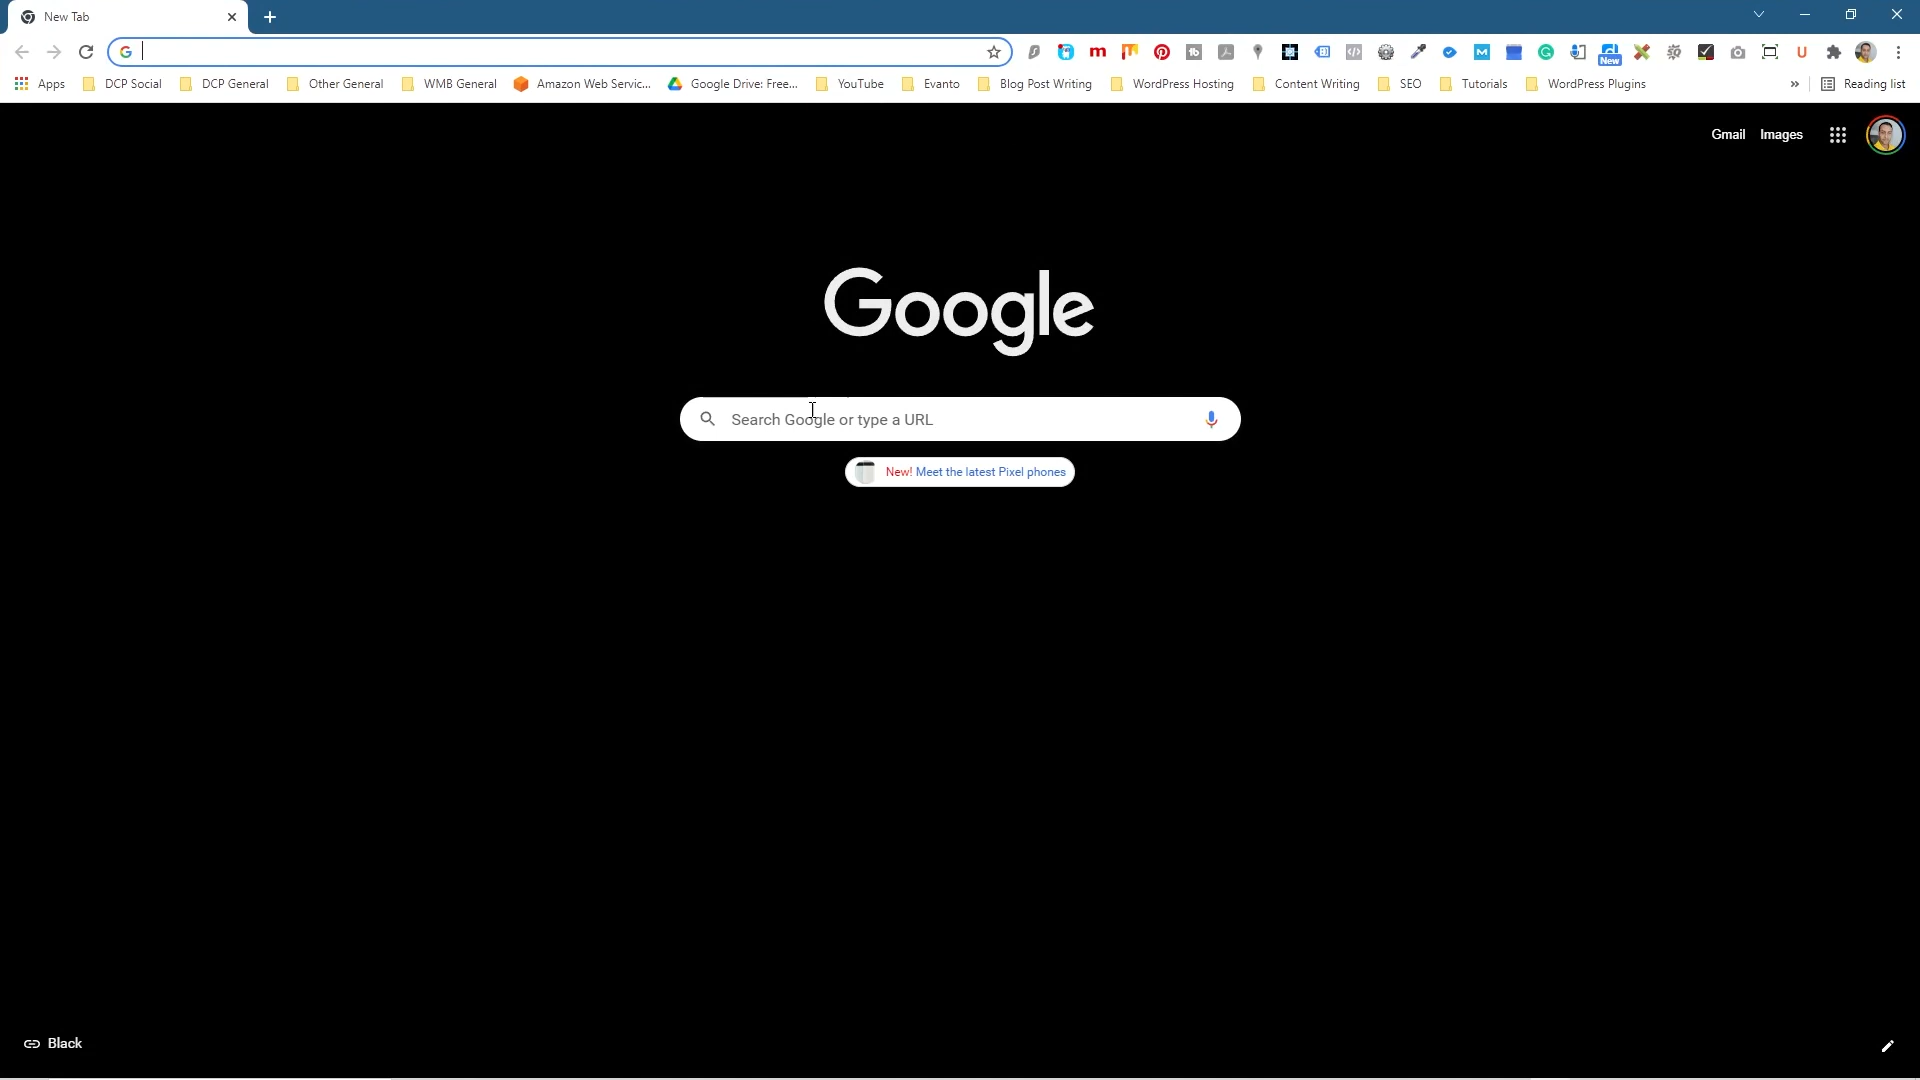 New Tab
Apps DCP Social DCP General Other General WMB General Amazon Web Servic... Google Drive: Free... YouTube Evanto Blog Post Writing WordPress Hosting Content Writing SEO Tutorials WordPress Plugins » Reading list
New
Gmail Images
Google
Search Google or type a URL
New! Meet the latest Pixel phones
Black